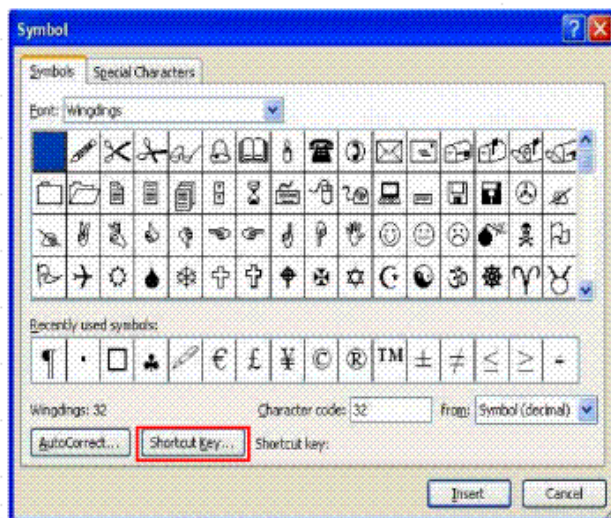 Symbol
Symbols Special Characters
Font: Wingdings
Recently used symbols:
¶ · □ ♣ € £ ¥ © ® ™ ± ≠ ≤ ≥ ÷
Wingdings: 32 Character code: 32 from: Symbol (decimal)
AutoCorrect... Shortcut Key... Shortcut key:
Insert Cancel